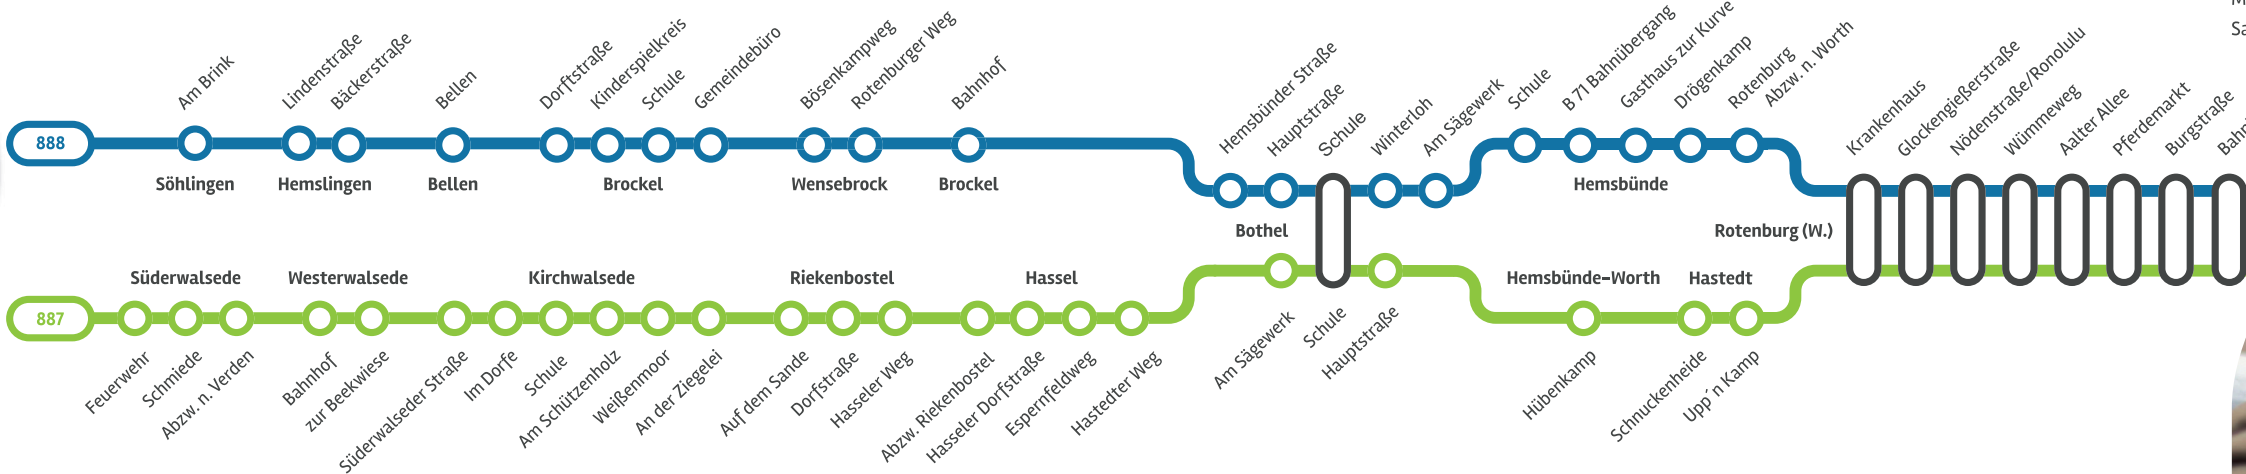 888
Am Brink
Lindenstraße
Bäckerstraße
Bellen
Dorftstraße
Kinderspielkreis
Schule
Gemeindebüro
Bösenkampweg
Rotenburger Weg
Bahnhof
Hemsbünder Straße
Hauptstraße
Schule
Winterloh
Am Sägewerk
Schule
B 71 Bahnübergang
Gasthaus zur Kurve
Drögenkamp
Rotenburg
Abzw. n. Worth
Krankenhaus
Glockengießerstraße
Nödenstraße/Ronolulu
Wümmeweg
Aalter Allee
Pferdemarkt
Burgstraße
Söhlingen
Hemslingen
Bellen
Brockel
Wensebrock
Brockel
Hemsbünde
Bothel
Rotenburg (W.)
Süderwalsede
Westerwalsede
Kirchwalsede
Riekenbostel
Hassel
Hemsbünde-Worth
Hastedt
887
Feuerwehr
Schmiede
Abzw. n. Verden
Bahnhof
zur Beekwiese
Süderwalseder Straße
Im Dorfe
Schule
Am Schützenholz
Weißenmoor
An der Ziegelei
Auf dem Sande
Dorfstraße
Hasseler Weg
Abzw. Riekenbostel
Hasseler Dorfstraße
Espernfeldweg
Hastedter Weg
Am Sägewerk
Schule
Hauptstraße
Hübenkamp
Schnuckenheide
Upp´n Kamp